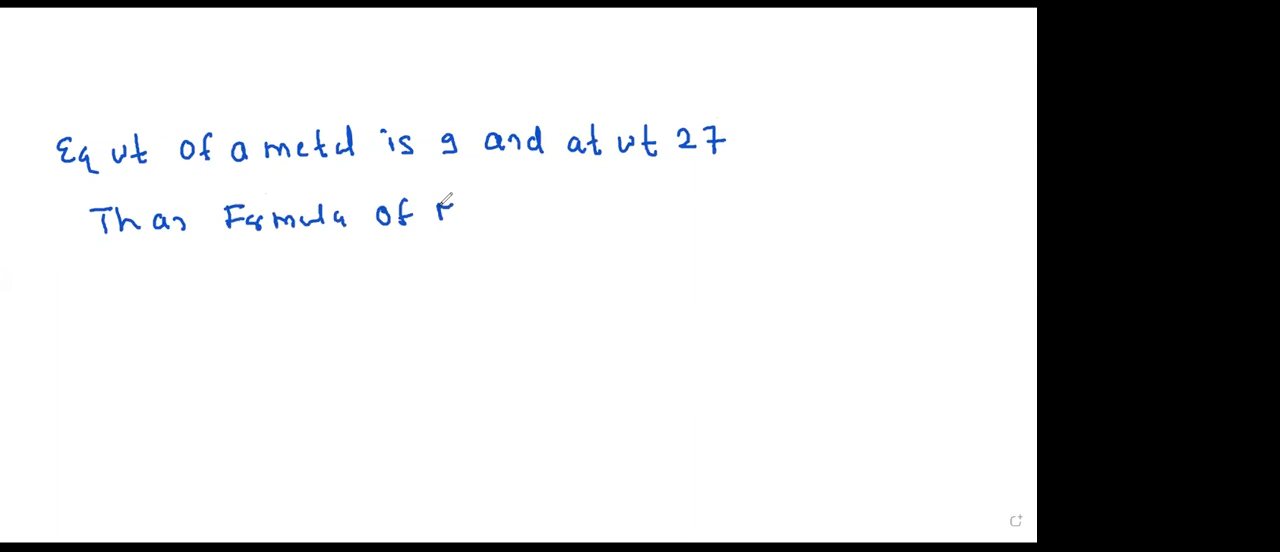 Eq wt of a metal is 9 and at wt 27
Than Formula of